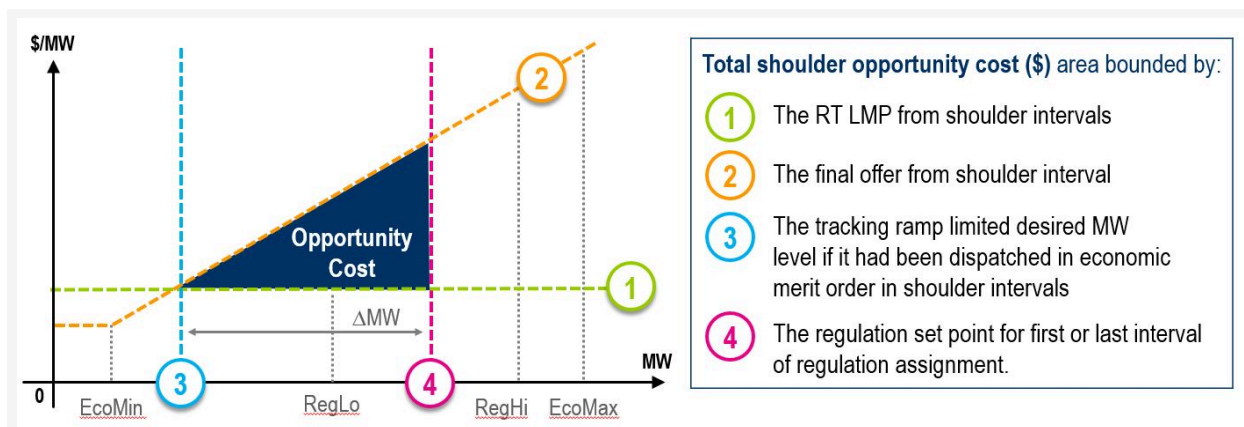 $/MW
2
Opportunity
Cost
1
ΔMW
MW
0
EcoMin
3
RegLo
4
RegHi
EcoMax
Total shoulder opportunity cost ($) area bounded by:
1
The RT LMP from shoulder intervals
2
The final offer from shoulder interval
3
The tracking ramp limited desired MW
level if it had been dispatched in economic
merit order in shoulder intervals
4
The regulation set point for first or last interval
of regulation assignment.